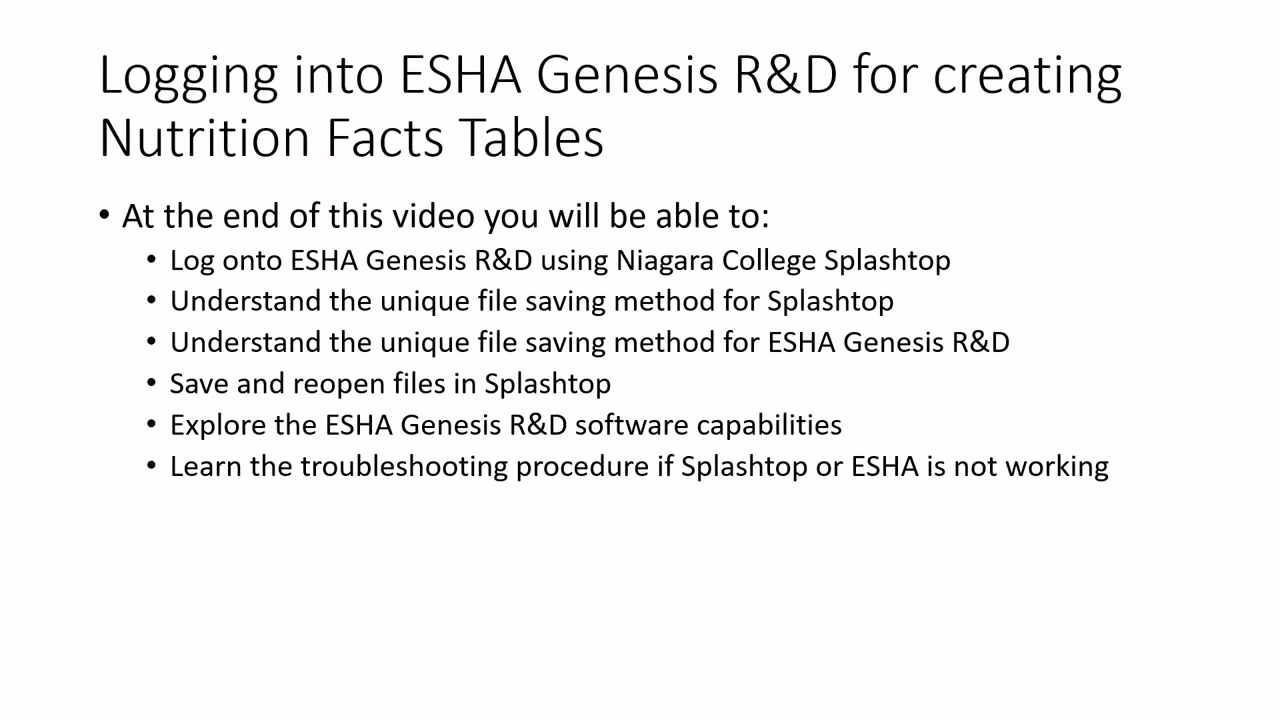 Logging into ESHA Genesis R&D for creating
Nutrition Facts Tables
• At the end of this video you will be able to:
• Log onto ESHA Genesis R&D using Niagara College Splashtop
• Understand the unique file saving method for Splashtop
• Understand the unique file saving method for ESHA Genesis R&D
• Save and reopen files in Splashtop
• Explore the ESHA Genesis R&D software capabilities
• Learn the troubleshooting procedure if Splashtop or ESHA is not working